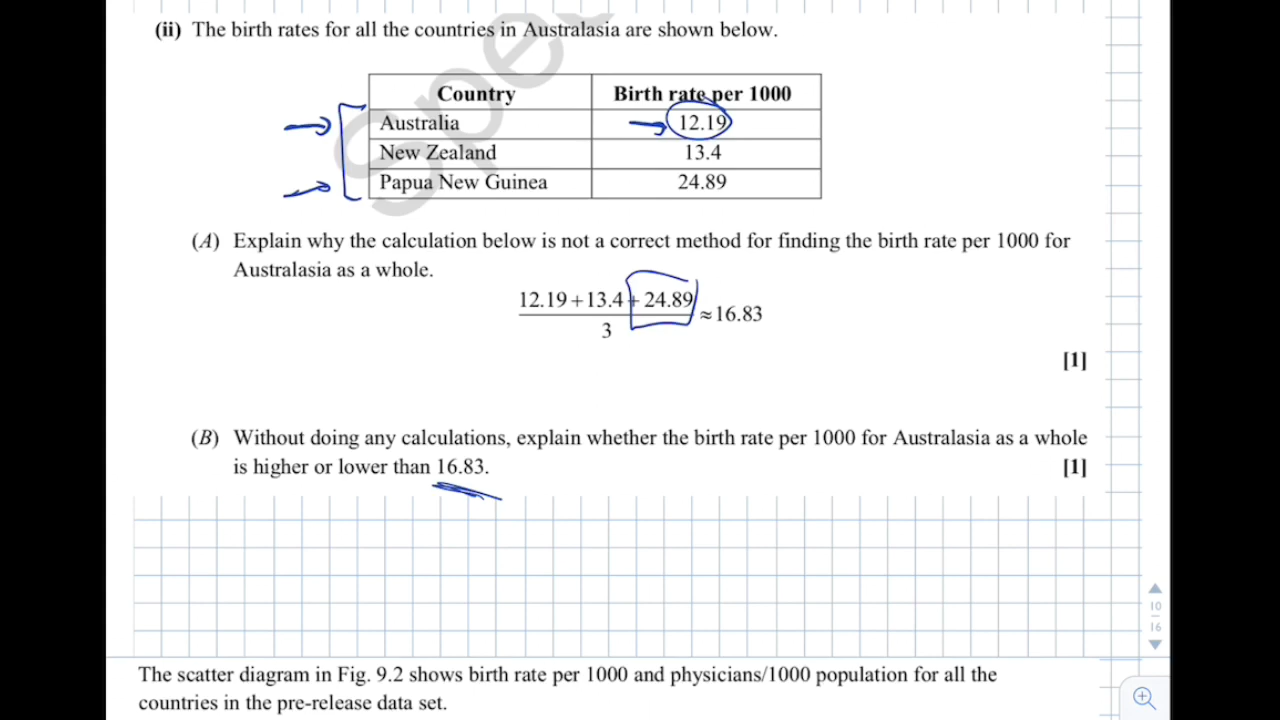 (ii) The birth rates for all the countries in Australasia are shown below.
Country Birth rate per 1000
Australia 12.19
New Zealand 13.4
Papua New Guinea 24.89
(A) Explain why the calculation below is not a correct method for finding the birth rate per 1000 for
Australasia as a whole.
12.19+13.4+24.89
3
≈16.83
[1]
(B) Without doing any calculations, explain whether the birth rate per 1000 for Australasia as a whole
is higher or lower than 16.83.
[1]
10
16
The scatter diagram in Fig. 9.2 shows birth rate per 1000 and physicians/1000 population for all the
countries in the pre-release data set.